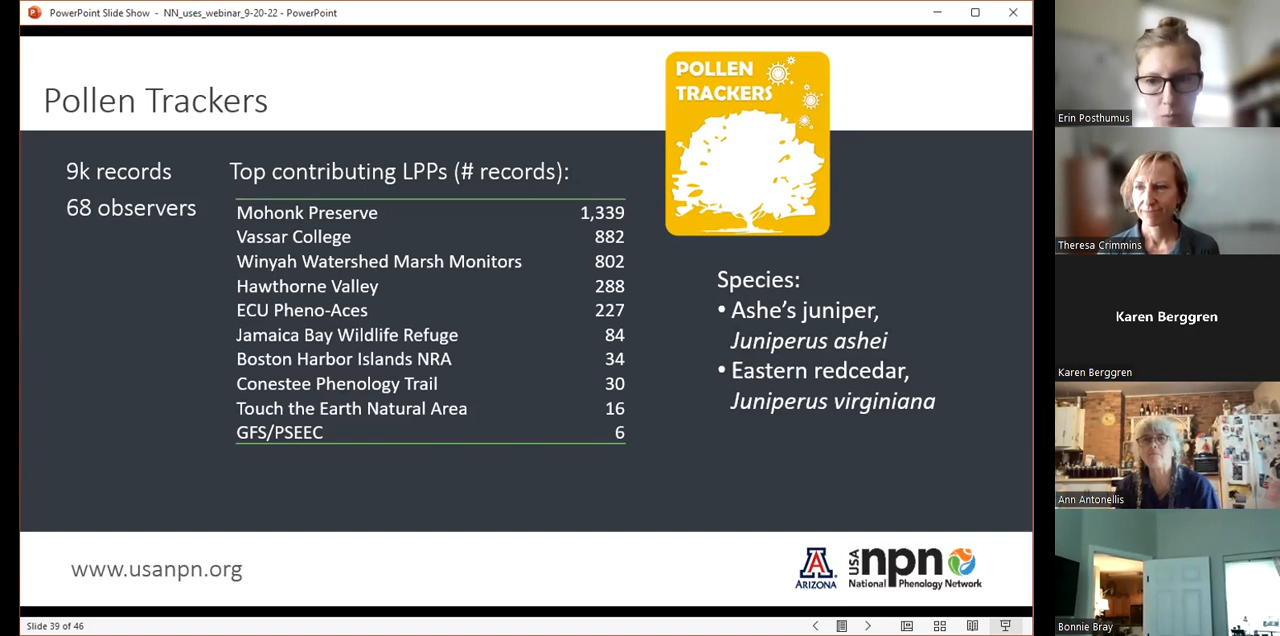 PowerPoint Slide Show - NN_uses_webinar_9-20-22 - PowerPoint
Pollen Trackers
POLLEN
TRACKERS
9k records
68 observers
Top contributing LPPs (# records):
Mohonk Preserve 1,339
Vassar College 882
Winyah Watershed Marsh Monitors 802
Hawthorne Valley 288
ECU Pheno-Aces 227
Jamaica Bay Wildlife Refuge 84
Boston Harbor Islands NRA 34
Conestee Phenology Trail 30
Touch the Earth Natural Area 16
GFS/PSEEC 6
Species:
• Ashe's juniper,
Juniperus ashei
• Eastern redcedar,
Juniperus virginiana
www.usanpn.org
A
ARIZONA
USA npn
National Phenology Network
Slide 39 of 46
Erin Posthumus
Theresa Crimmins
Karen Berggren
Karen Berggren
Ann Antonellis
Bonnie Bray